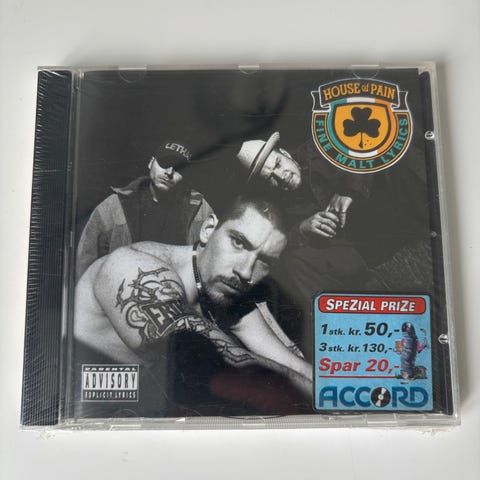 HOUSE of PAIN
FINE MALT LYRICS
LETHAL
SPEZIAL PRIZE
1 stk. kr. 50,-
3 stk. kr. 130,-
Spar 20,-
ACCORD
PARENTAL
ADVISORY
EXPLICIT LYRICS